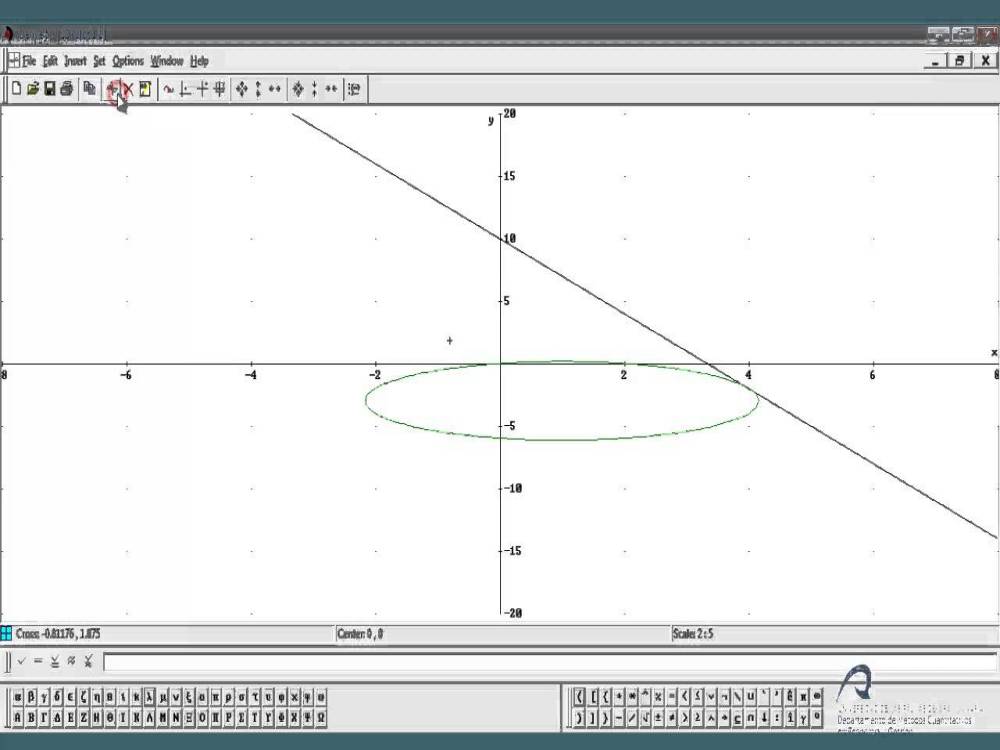 File Edit Insert Set Options Window Help
y 20
15
10
5
x
8 -6 -4 -2 2 4 6 8
-5
-10
-15
-20
Cross: -0.81176, 1.875 Center: 0, 0 Scale: 2 : 5
α β γ δ ε ζ η θ ι κ λ μ ν ξ ο π ρ σ τ υ φ χ ψ ω
Α Β Γ Δ Ε Ζ Η Θ Ι Κ Λ Μ Ν Ξ Ο Π Ρ Σ Τ Υ Φ Χ Ψ Ω
Departamento de Métodos Cuantitativos